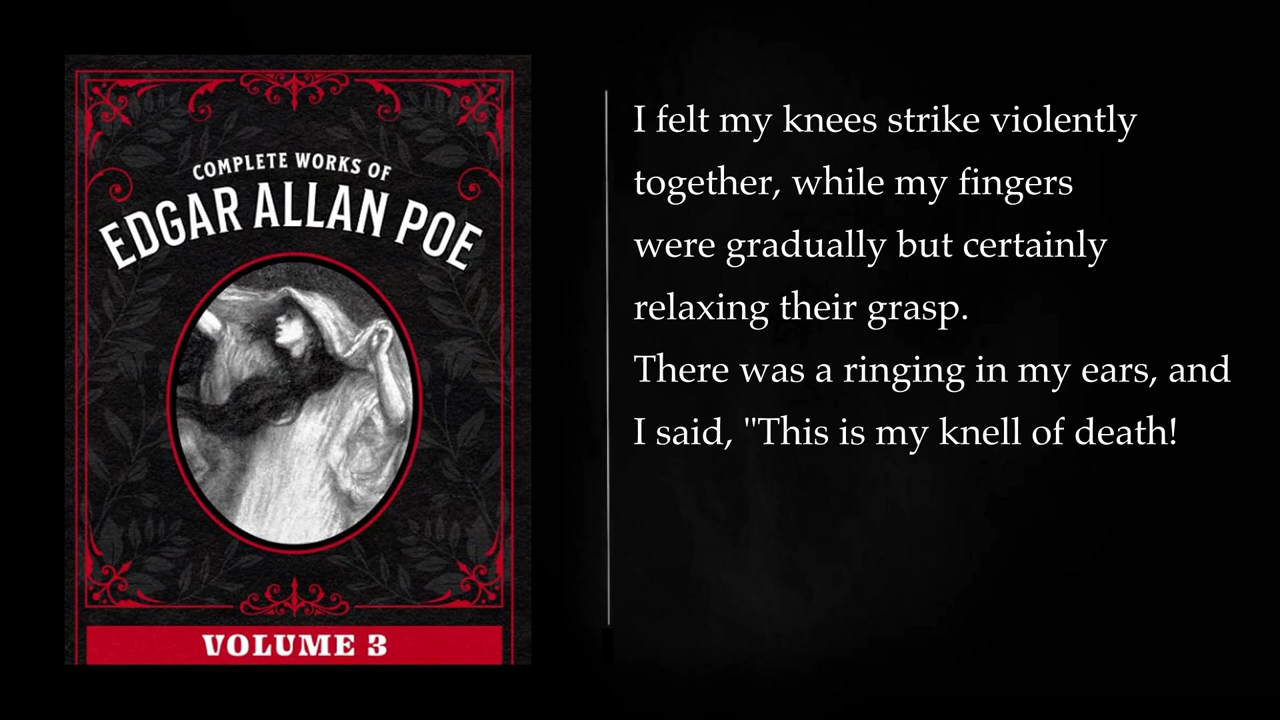 COMPLETE WORKS OF
EDGAR ALLAN POE
VOLUME 3
I felt my knees strike violently
together, while my fingers
were gradually but certainly
relaxing their grasp.
There was a ringing in my ears, and
I said, "This is my knell of death!